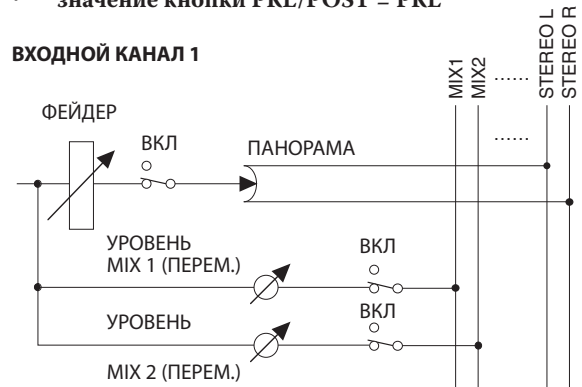 • значение кнопки PRE/POST = PRE
ВХОДНОЙ КАНАЛ 1
MIX1
MIX2
......
STEREO L
STEREO R
ФЕЙДЕР
ВКЛ
ПАНОРАМА
......
УРОВЕНЬ
MIX 1 (ПЕРЕМ.)
ВКЛ
УРОВЕНЬ
MIX 2 (ПЕРЕМ.)
ВКЛ